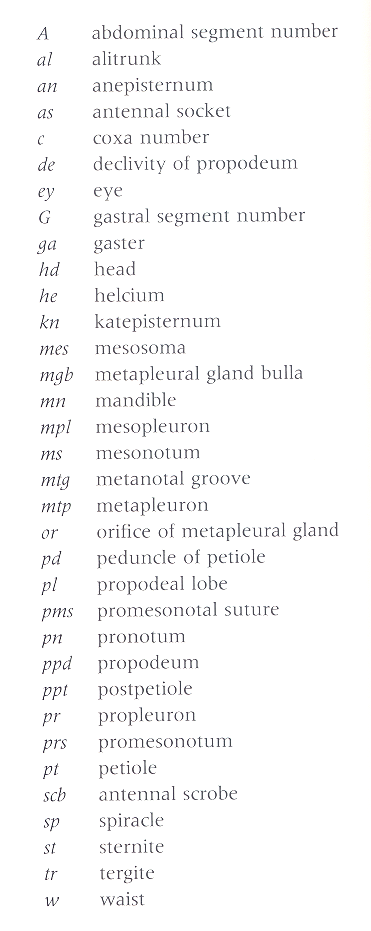 A abdominal segment number
al alitrunk
an anepisternum
as antennal socket
c coxa number
de declivity of propodeum
ey eye
G gastral segment number
ga gaster
hd head
he helcium
kn katepisternum
mes mesosoma
mgb metapleural gland bulla
mn mandible
mpl mesopleuron
ms mesonotum
mtg metanotal groove
mtp metapleuron
or orifice of metapleural gland
pd peduncle of petiole
pl propodeal lobe
pms promesonotal suture
pn pronotum
ppd propodeum
ppt postpetiole
pr propleuron
prs promesonotum
pt petiole
scb antennal scrobe
sp spiracle
st sternite
tr tergite
w waist